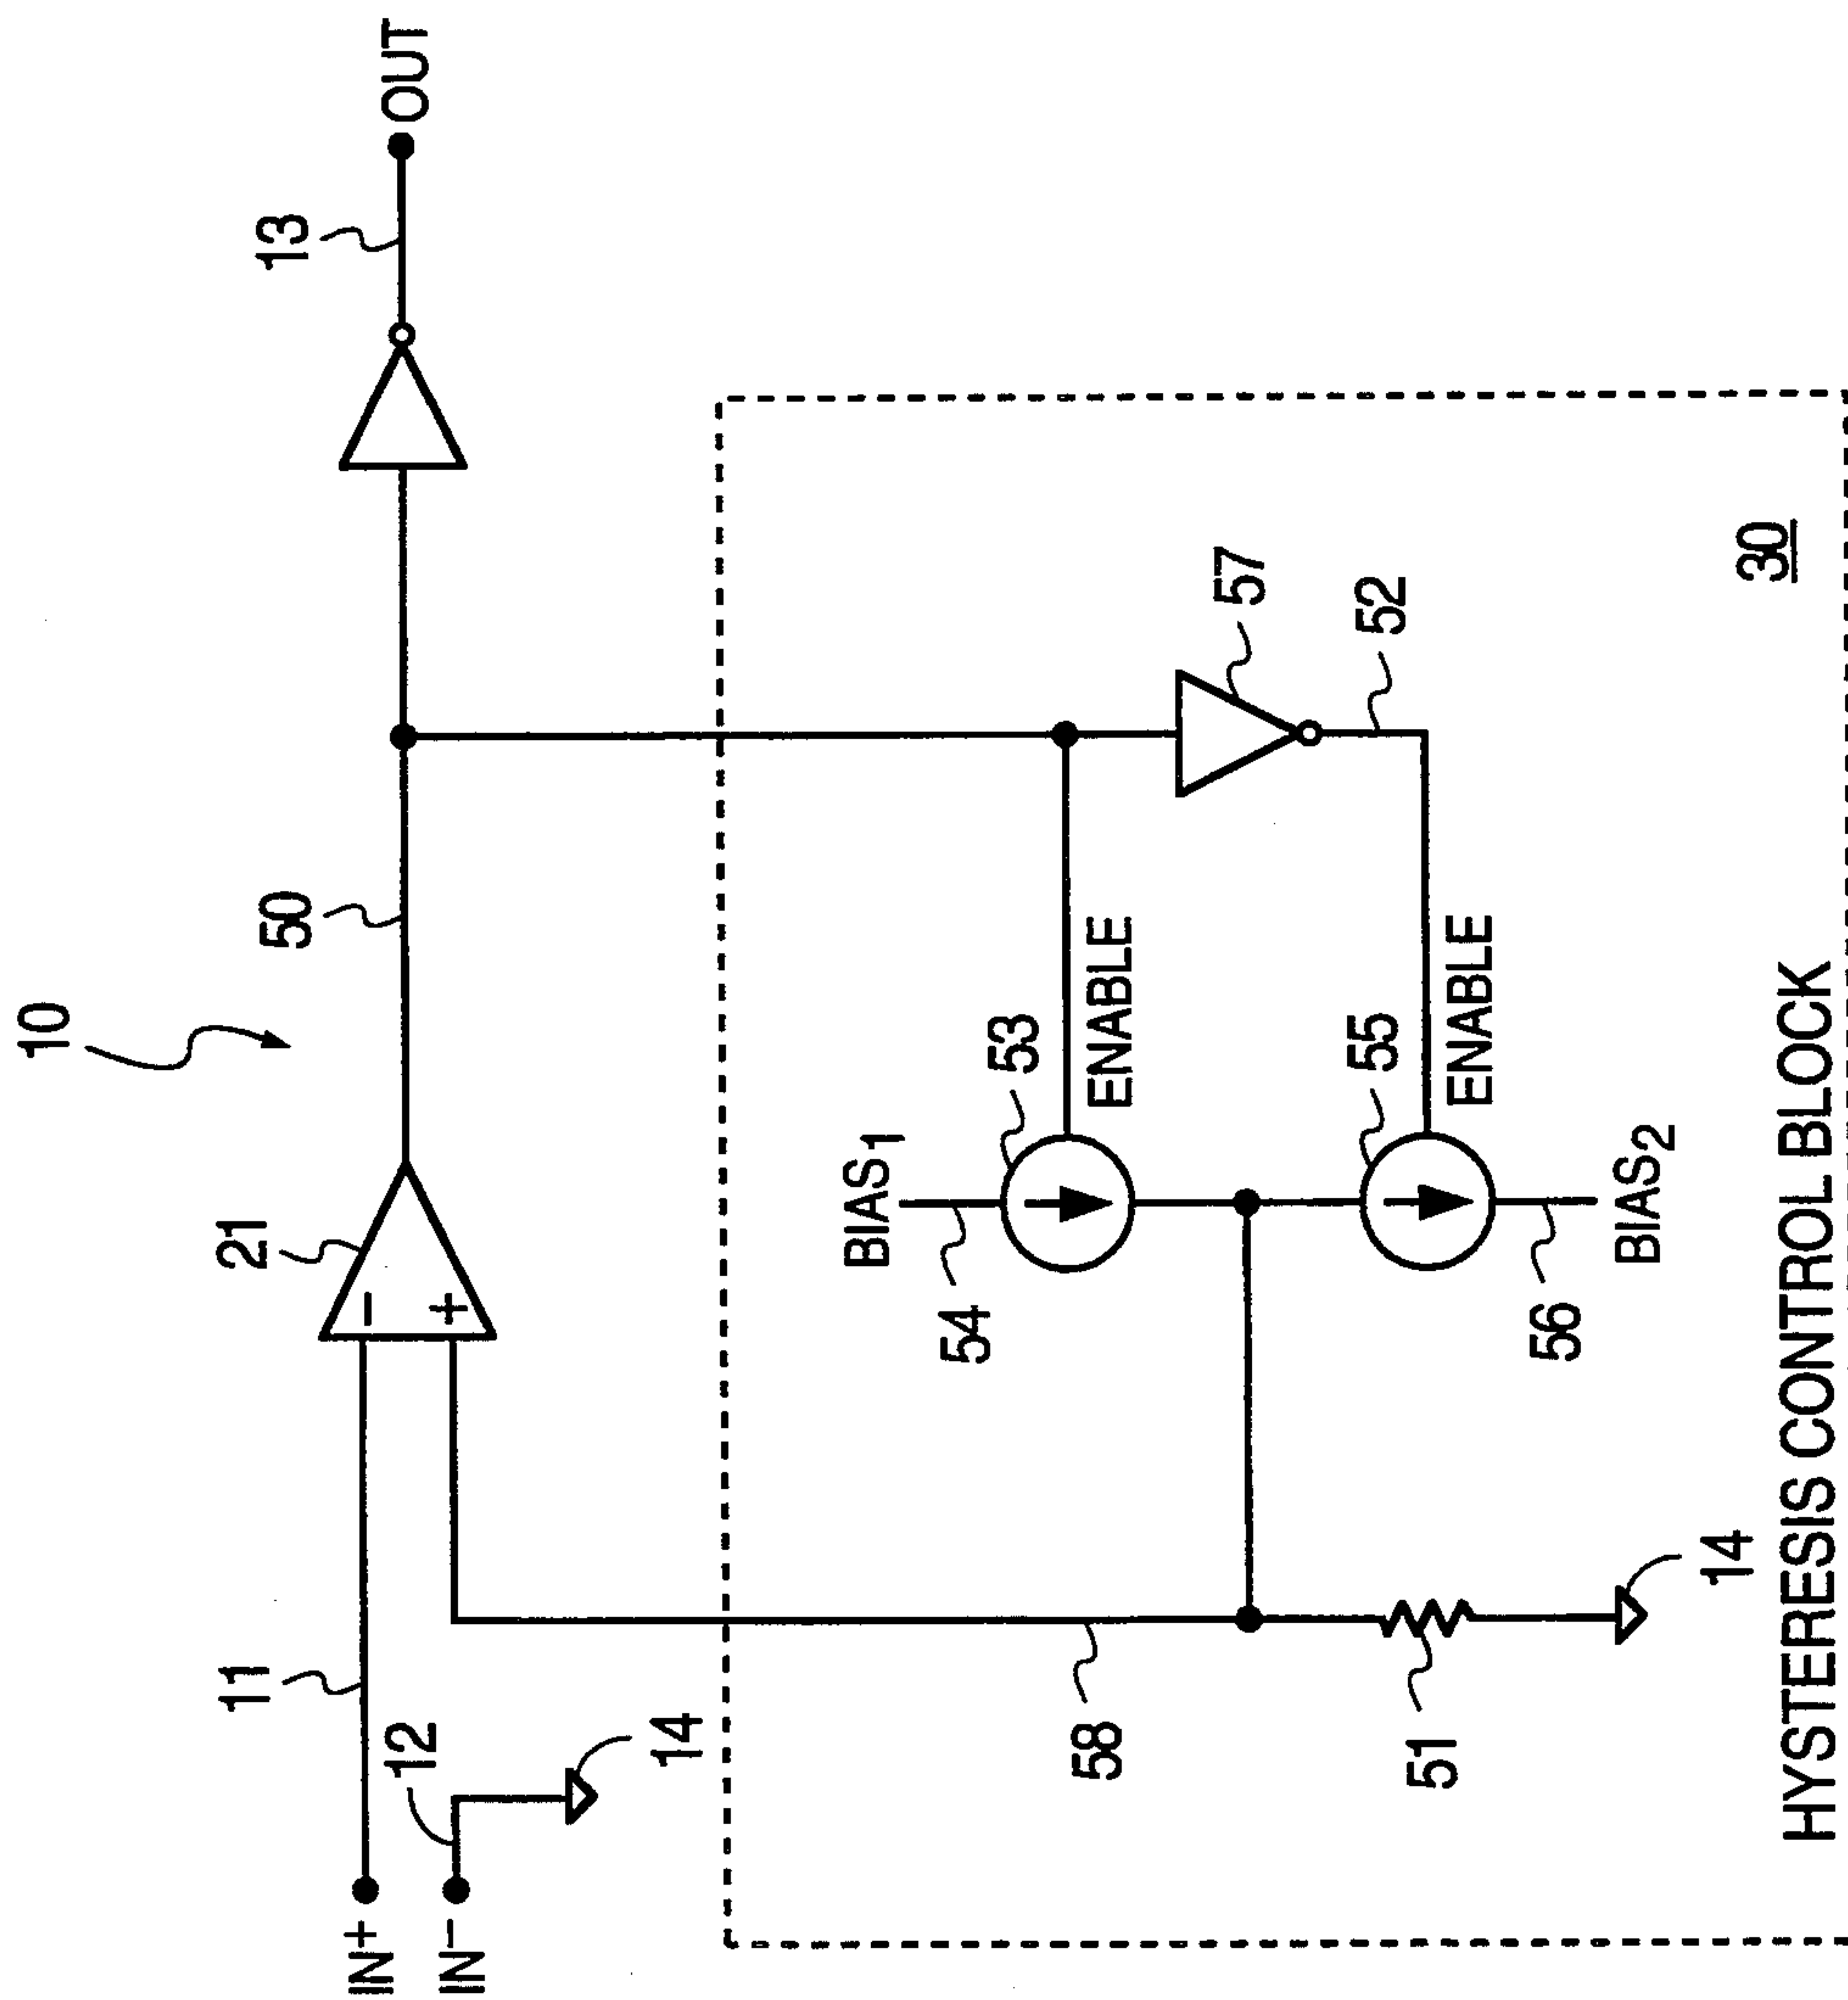 10
50
13
OUT
21
11
IN+
12
IN−
14
BIAS1
53
54
ENABLE
57
52
55
ENABLE
58
56
BIAS2
51
14
30
HYSTERESIS CONTROL BLOCK
−
+